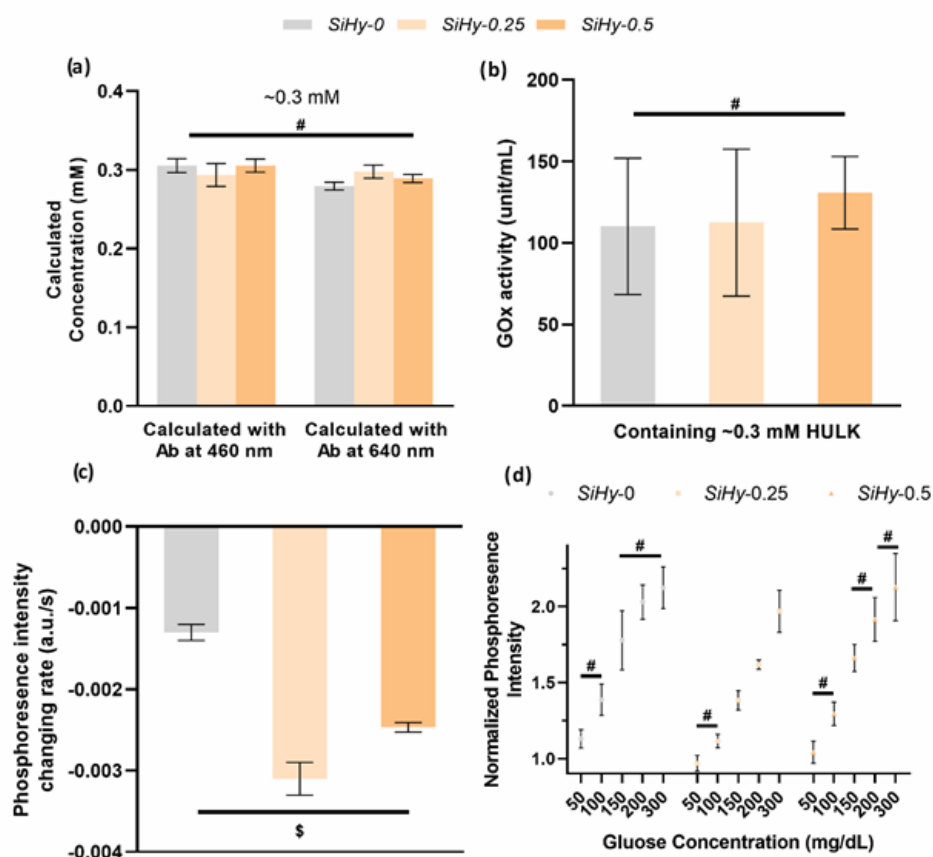 SiHy-0 SiHy-0.25 SiHy-0.5
(a)
Calculated
Concentration (mM)
0.4
0.3
0.2
0.1
0.0
~0.3 mM
#
Calculated with
Ab at 460 nm
Calculated with
Ab at 640 nm
(b)
GOx activity (unit/mL)
200
150
100
50
0
#
Containing ~0.3 mM HULK
(c)
Phosphoresence intensity
changing rate (a.u./s)
0.000
-0.001
-0.002
-0.003
-0.004
$
(d)
SiHy-0 SiHy-0.25 SiHy-0.5
Normalized Phosphoresence
Intensity
2.0
1.5
1.0
# # # # # #
50 100 150 200 300 50 100 150 200 300 50 100 150 200 300
Glucose Concentration (mg/dL)